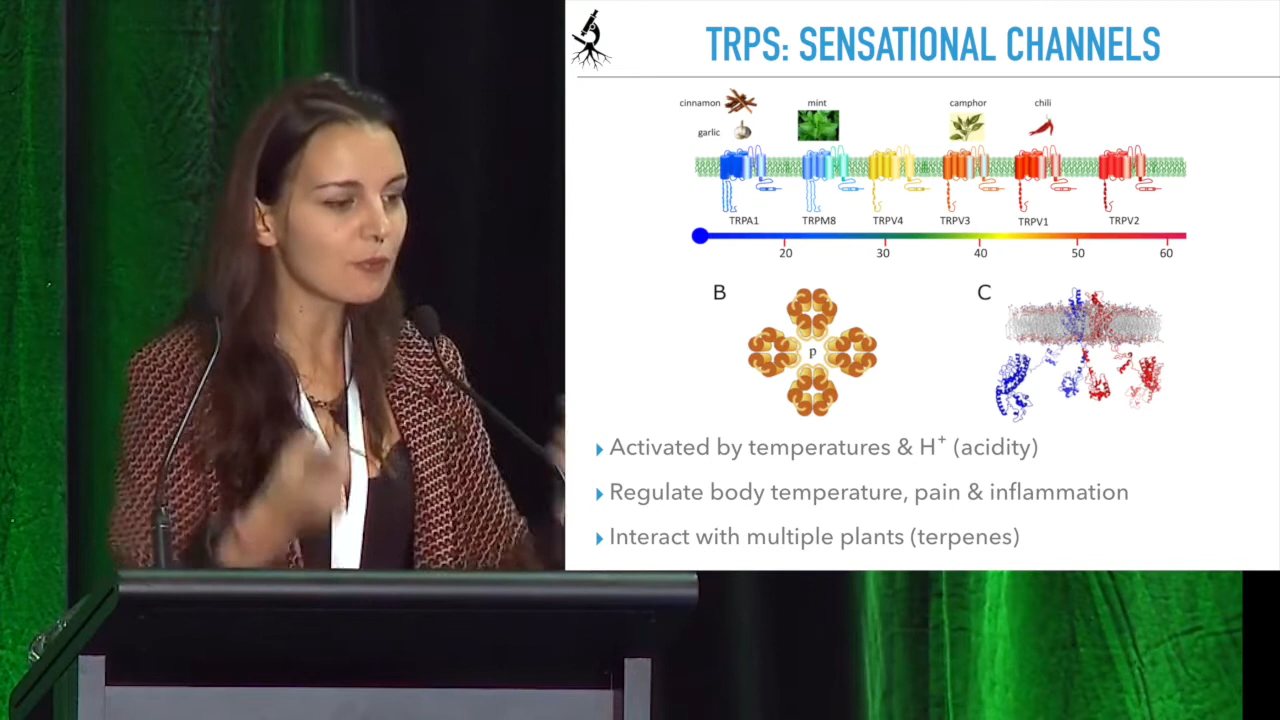 TRPS: SENSATIONAL CHANNELS
cinnamon
mint
camphor
chili
garlic
TRPA1
TRPM8
TRPV4
TRPV3
TRPV1
TRPV2
20
30
40
50
60
B
C
p
Activated by temperatures & H⁺ (acidity)
Regulate body temperature, pain & inflammation
Interact with multiple plants (terpenes)